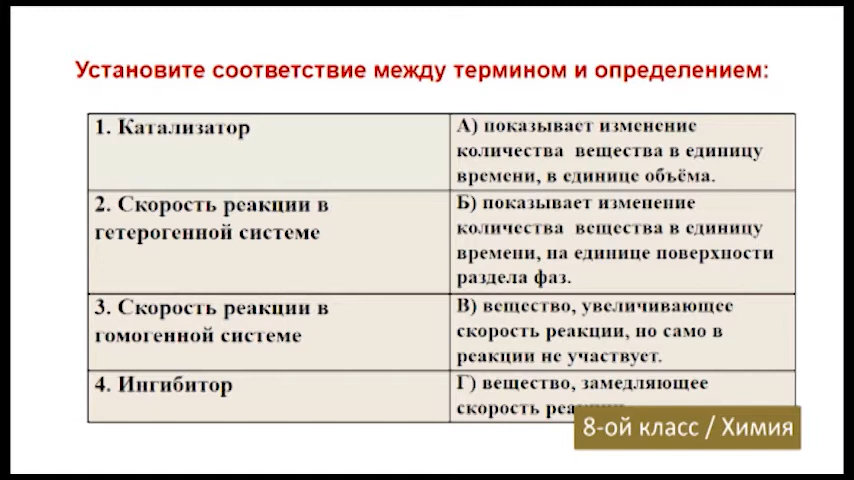 Установите соответствие между термином и определением:
1. Катализатор
А) показывает изменение
количества вещества в единицу
времени, в единице объёма.
2. Скорость реакции в
гетерогенной системе
Б) показывает изменение
количества вещества в единицу
времени, на единице поверхности
раздела фаз.
3. Скорость реакции в
гомогенной системе
В) вещество, увеличивающее
скорость реакции, но само в
реакции не участвует.
4. Ингибитор
Г) вещество, замедляющее
скорость
8-ой класс / Химия